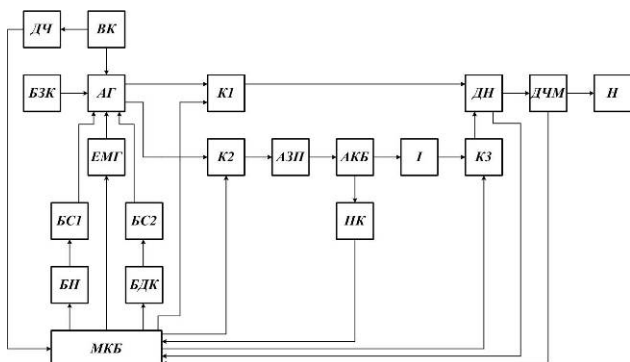 ДЧ ВК
БЗК АГ К1 ДН ДЧМ Н
ЕМГ К2 АЗП АКБ І К3
БС1 БС2 ПК
БП БДК
МКБ